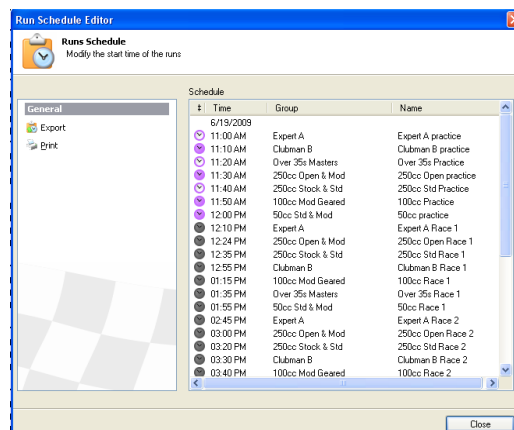 Run Schedule Editor
Runs Schedule
Modify the start time of the runs
General
Export
Print
Schedule
‡ Time Group Name
6/19/2009
11:00 AM Expert A Expert A practice
11:10 AM Clubman B Clubman B practice
11:20 AM Over 35s Masters Over 35s Practice
11:30 AM 250cc Open & Mod 250cc Open practice
11:40 AM 250cc Stock & Std 250cc Std Practice
11:50 AM 100cc Mod Geared 100cc Practice
12:00 PM 50cc Std & Mod 50cc practice
12:10 PM Expert A Expert A Race 1
12:24 PM 250cc Open & Mod 250cc Open Race 1
12:35 PM 250cc Stock & Std 250cc Std Race 1
12:55 PM Clubman B Clubman B Race 1
01:15 PM 100cc Mod Geared 100cc Race 1
01:35 PM Over 35s Masters Over 35s Race 1
01:55 PM 50cc Std & Mod 50cc Race 1
02:45 PM Expert A Expert A Race 2
03:00 PM 250cc Open & Mod 250cc Open Race 2
03:20 PM 250cc Stock & Std 250cc Std Race 2
03:30 PM Clubman B Clubman B Race 2
03:40 PM 100cc Mod Geared 100cc Race 2
Close